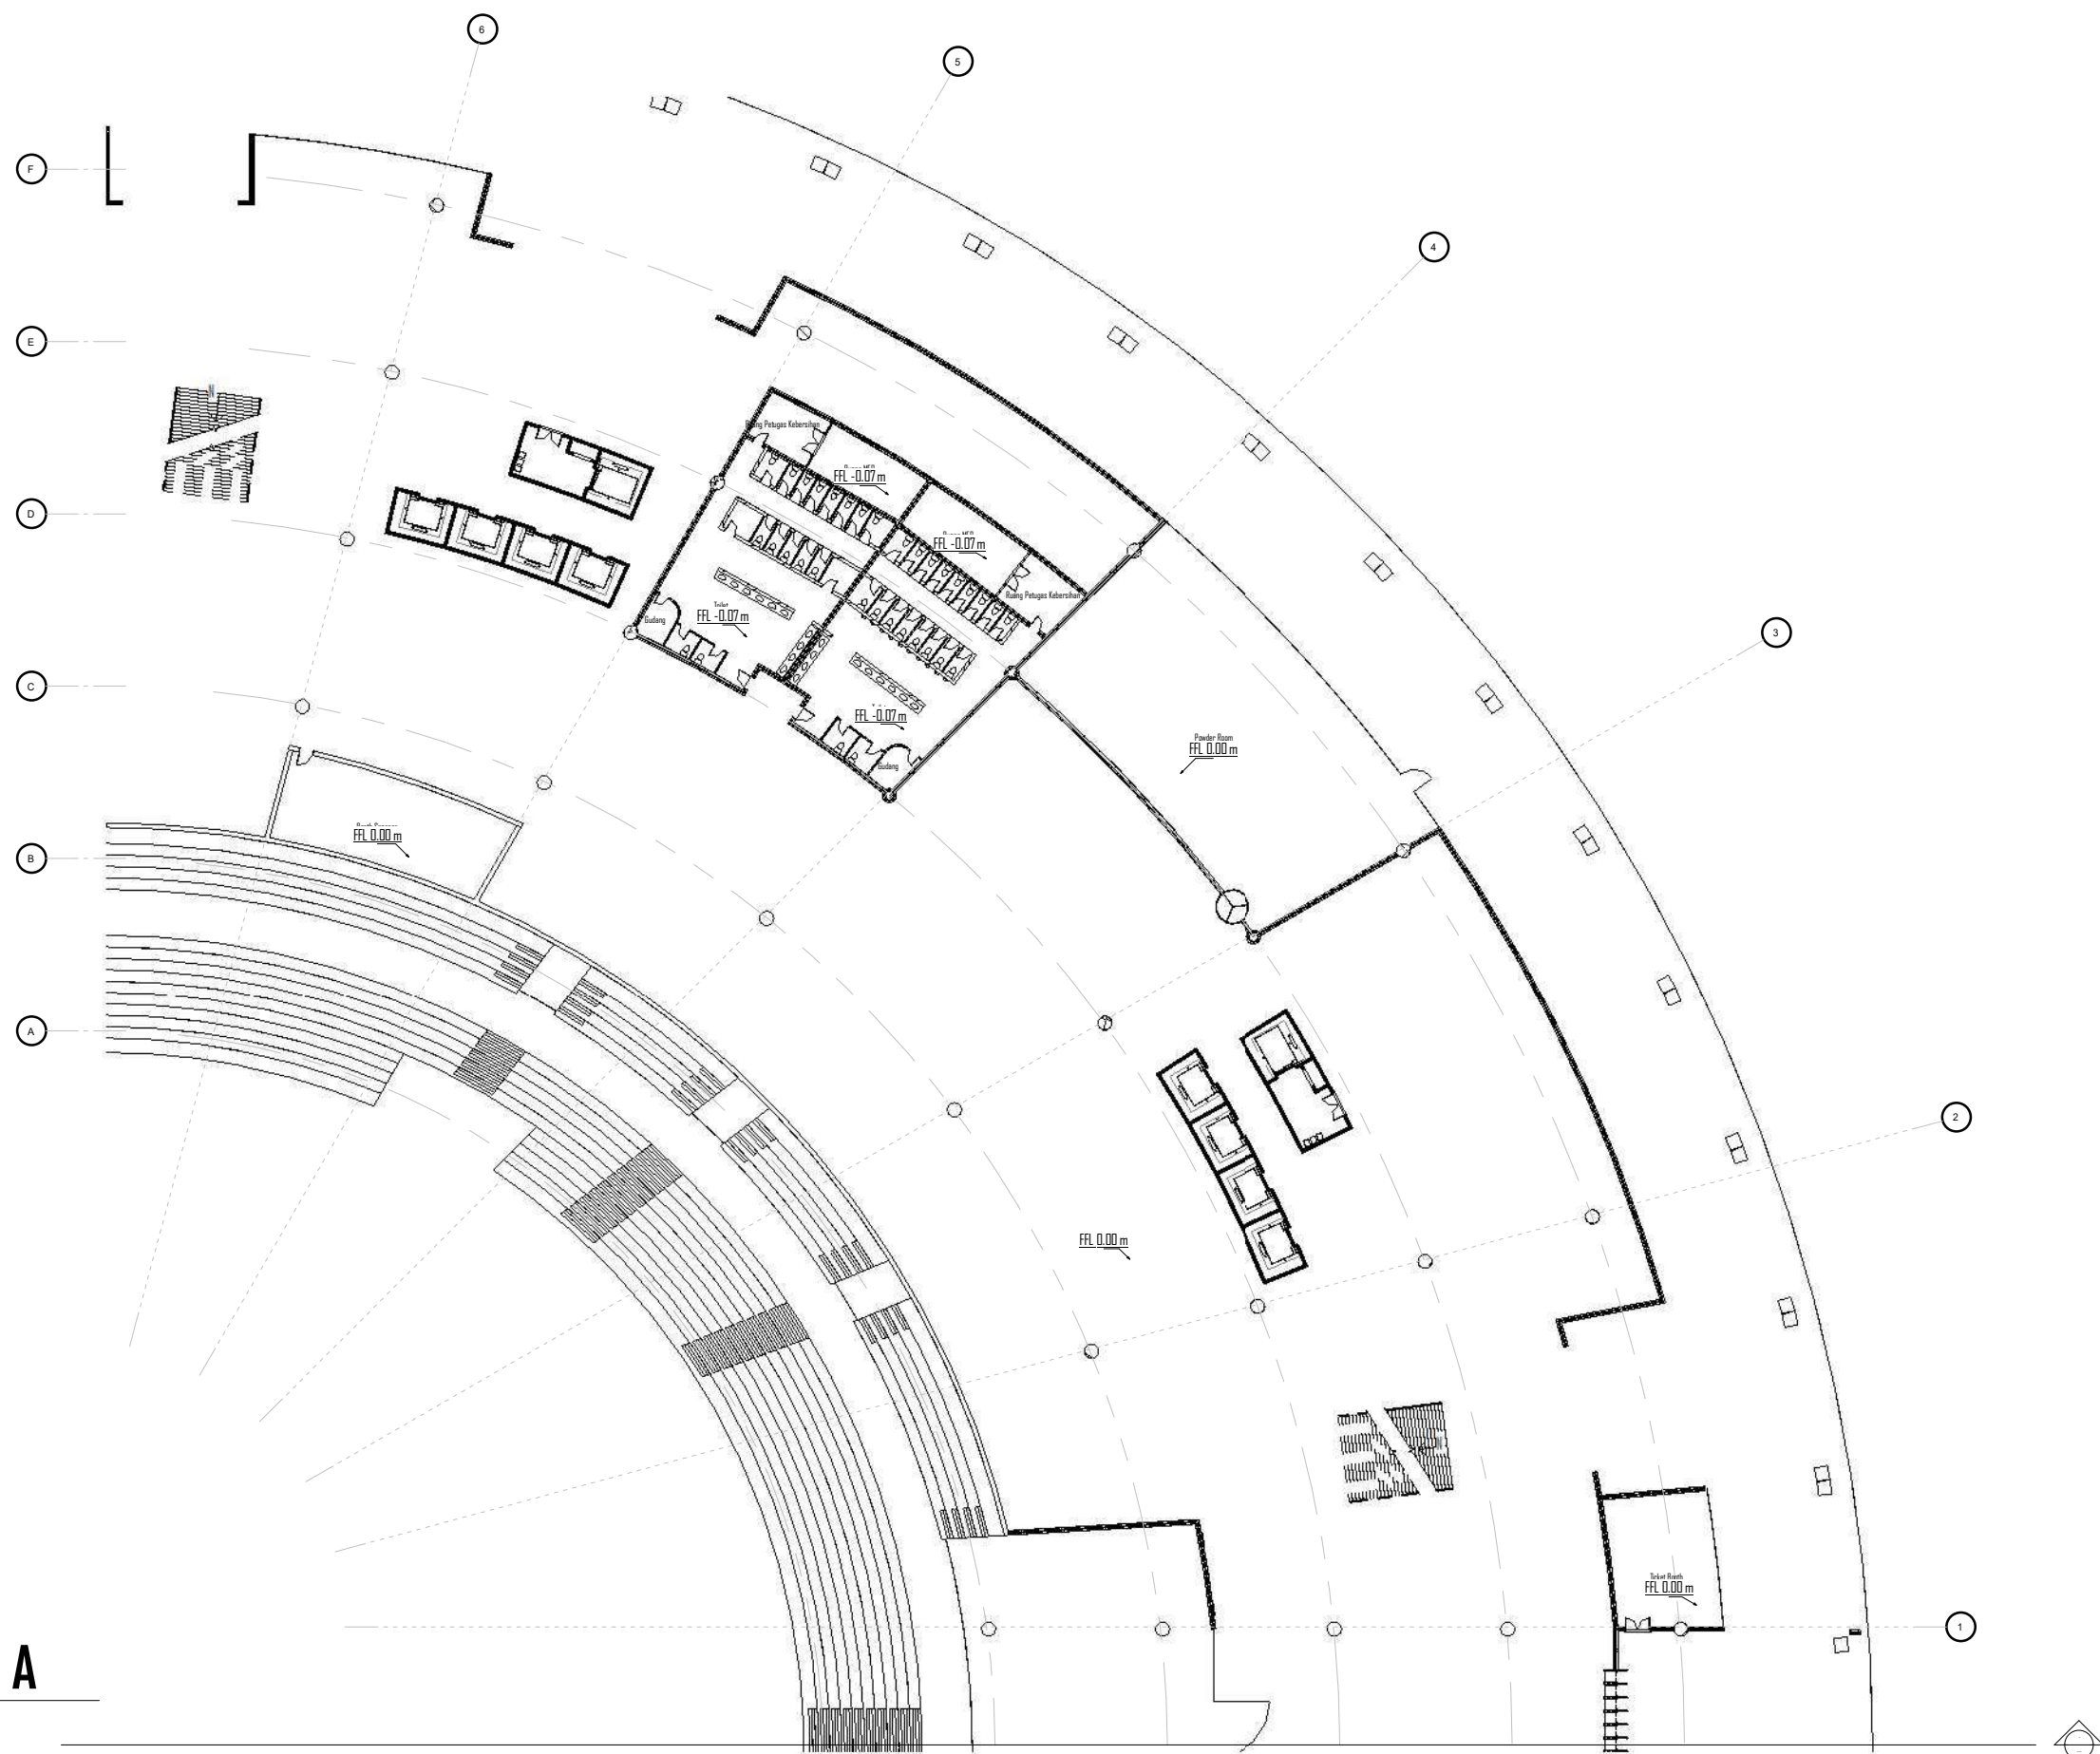 6
5
F
4
E
Ruang Petugas Kebersihan
FFL -0.07 m
D
FFL -0.07 m
Ruang Petugas Kebersihan
Toilet
FFL -0.07 m
Gudang
3
C
FFL -0.07 m
Powder Room
FFL 0.00 m
Gudang
FFL 0.00 m
B
A
2
FFL 0.00 m
Ticket Booth
FFL 0.00 m
1
A